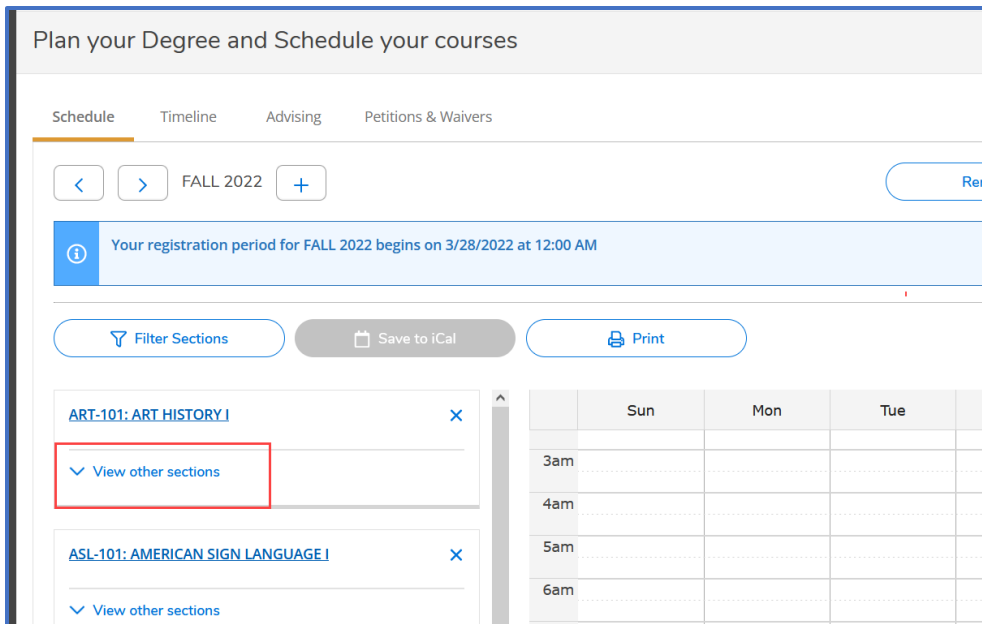 Plan your Degree and Schedule your courses
Schedule Timeline Advising Petitions & Waivers
FALL 2022
Your registration period for FALL 2022 begins on 3/28/2022 at 12:00 AM
Filter Sections Save to iCal Print
ART-101: ART HISTORY I
View other sections
ASL-101: AMERICAN SIGN LANGUAGE I
View other sections
Sun Mon Tue
3am
4am
5am
6am